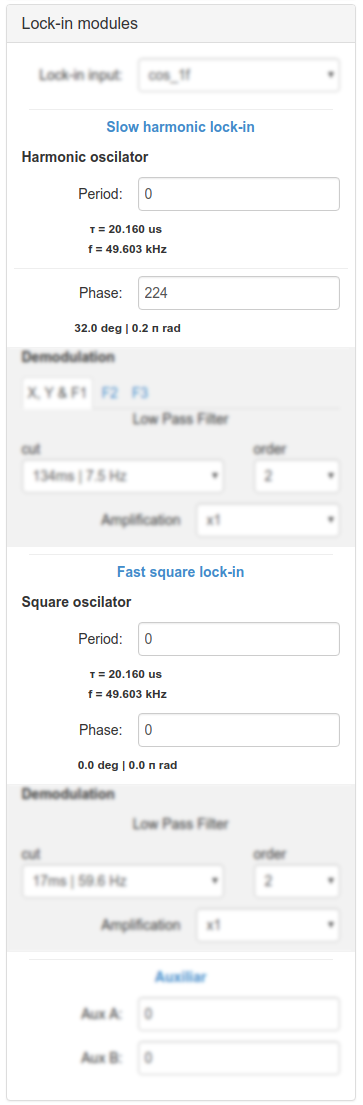 Lock-in modules
Lock-in input: cos_1f
Slow harmonic lock-in
Harmonic oscilator
Period: 0
τ = 20.160 us
f = 49.603 kHz
Phase: 224
32.0 deg | 0.2 π rad
Demodulation
X, Y & F1 F2 F3
Low Pass Filter
cut order
134ms | 7.5 Hz 2
Amplification x1
Fast square lock-in
Square oscilator
Period: 0
τ = 20.160 us
f = 49.603 kHz
Phase: 0
0.0 deg | 0.0 π rad
Demodulation
Low Pass Filter
cut order
17ms | 59.6 Hz 2
Amplification x1
Auxiliar
Aux A: 0
Aux B: 0